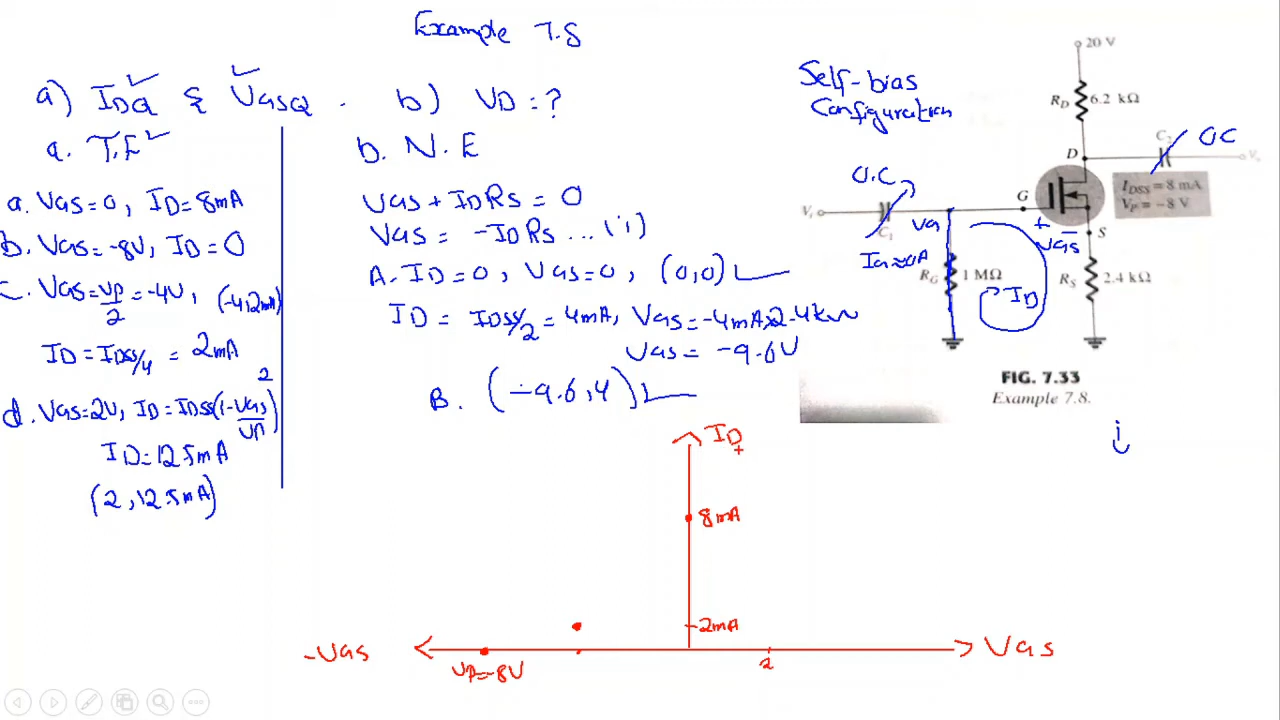 Example 7.8
a) IDQ & VGSQ . b) VD = ?
a. T.E
a. VGS=0, ID=8mA
b. VGS=-8V, ID=0
c. VGS=VP/2=-4V, (-4,2mA)
ID=IDSS/4 = 2mA
d. VGS=2V, ID=IDSS(1-VGS/VP)2
ID=12.5mA
(2,12.5mA)
b. N.E
VGS+IDRS=0
VGS= -IDRS ...(i)
A. ID=0, VGS=0, (0,0)
ID = IDSS/2 = 4mA, VGS=-4mAx2.4kΩ
VGS= -9.6V
B. (-9.6,4)
Self-bias
Configuration
20 V
RD 6.2 kΩ
D
C2
O.C
Vo
O.C
IDSS = 8 mA
VP = -8 V
G
Vi
C1
VG
+
VGS
-
S
IG≈0A
RG 1 MΩ
ID
RS 2.4 kΩ
FIG. 7.33
Example 7.8.
ID
8mA
2mA
-VGS
VGS
VP=-8V
2